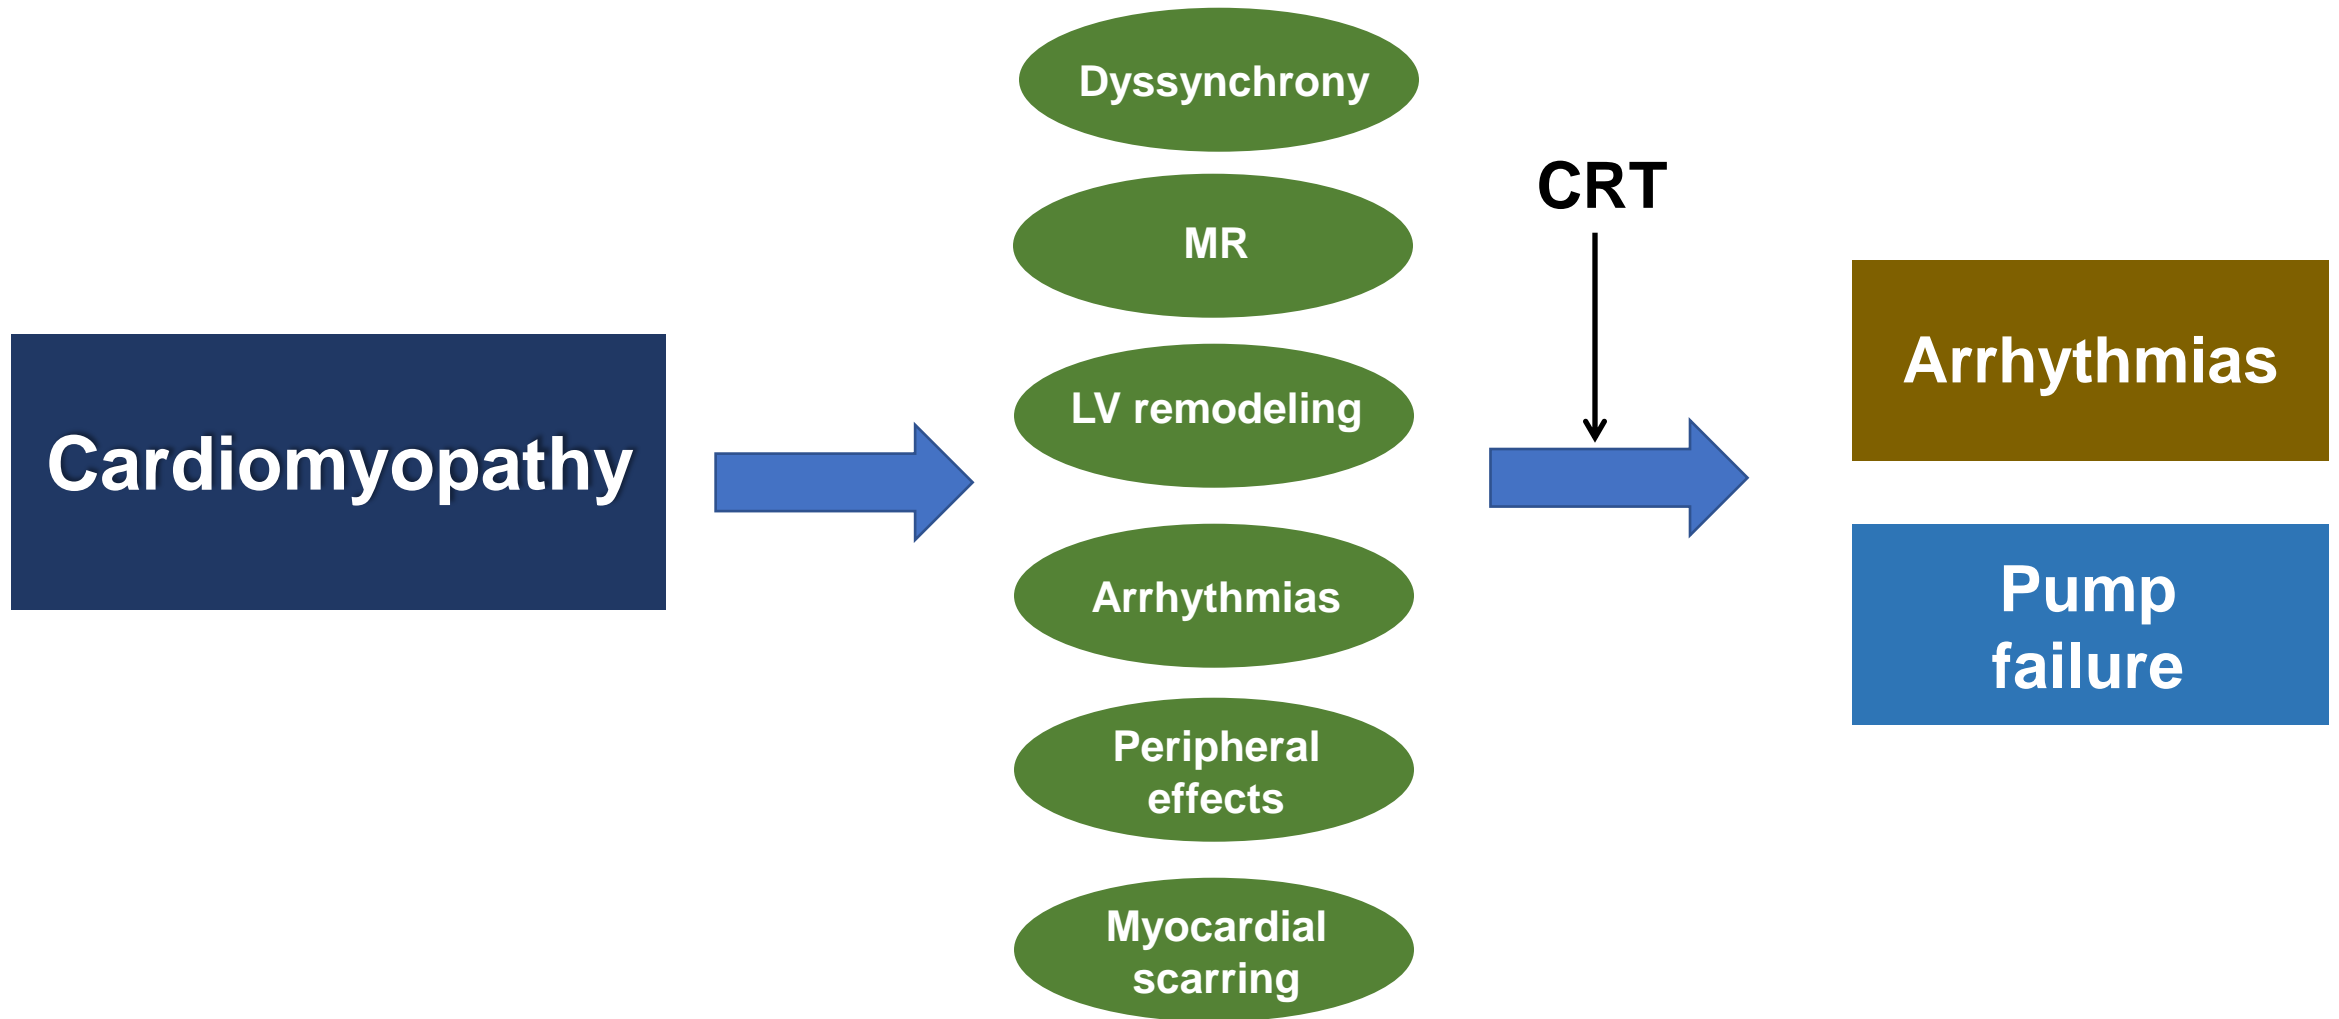 Cardiomyopathy
Dyssynchrony
MR
LV remodeling
Arrhythmias
Peripheral
effects
Myocardial
scarring
CRT
Arrhythmias
Pump
failure